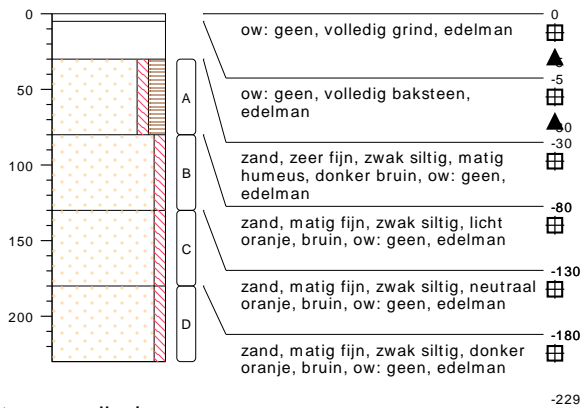 0
50
100
150
200
A
B
C
D
0
ow: geen, volledig grind, edelman
-5
ow: geen, volledig baksteen,
edelman
-30
zand, zeer fijn, zwak siltig, matig
humeus, donker bruin, ow: geen,
edelman
-80
zand, matig fijn, zwak siltig, licht
oranje, bruin, ow: geen, edelman
-130
zand, matig fijn, zwak siltig, neutraal
oranje, bruin, ow: geen, edelman
-180
zand, matig fijn, zwak siltig, donker
oranje, bruin, ow: geen, edelman
-229